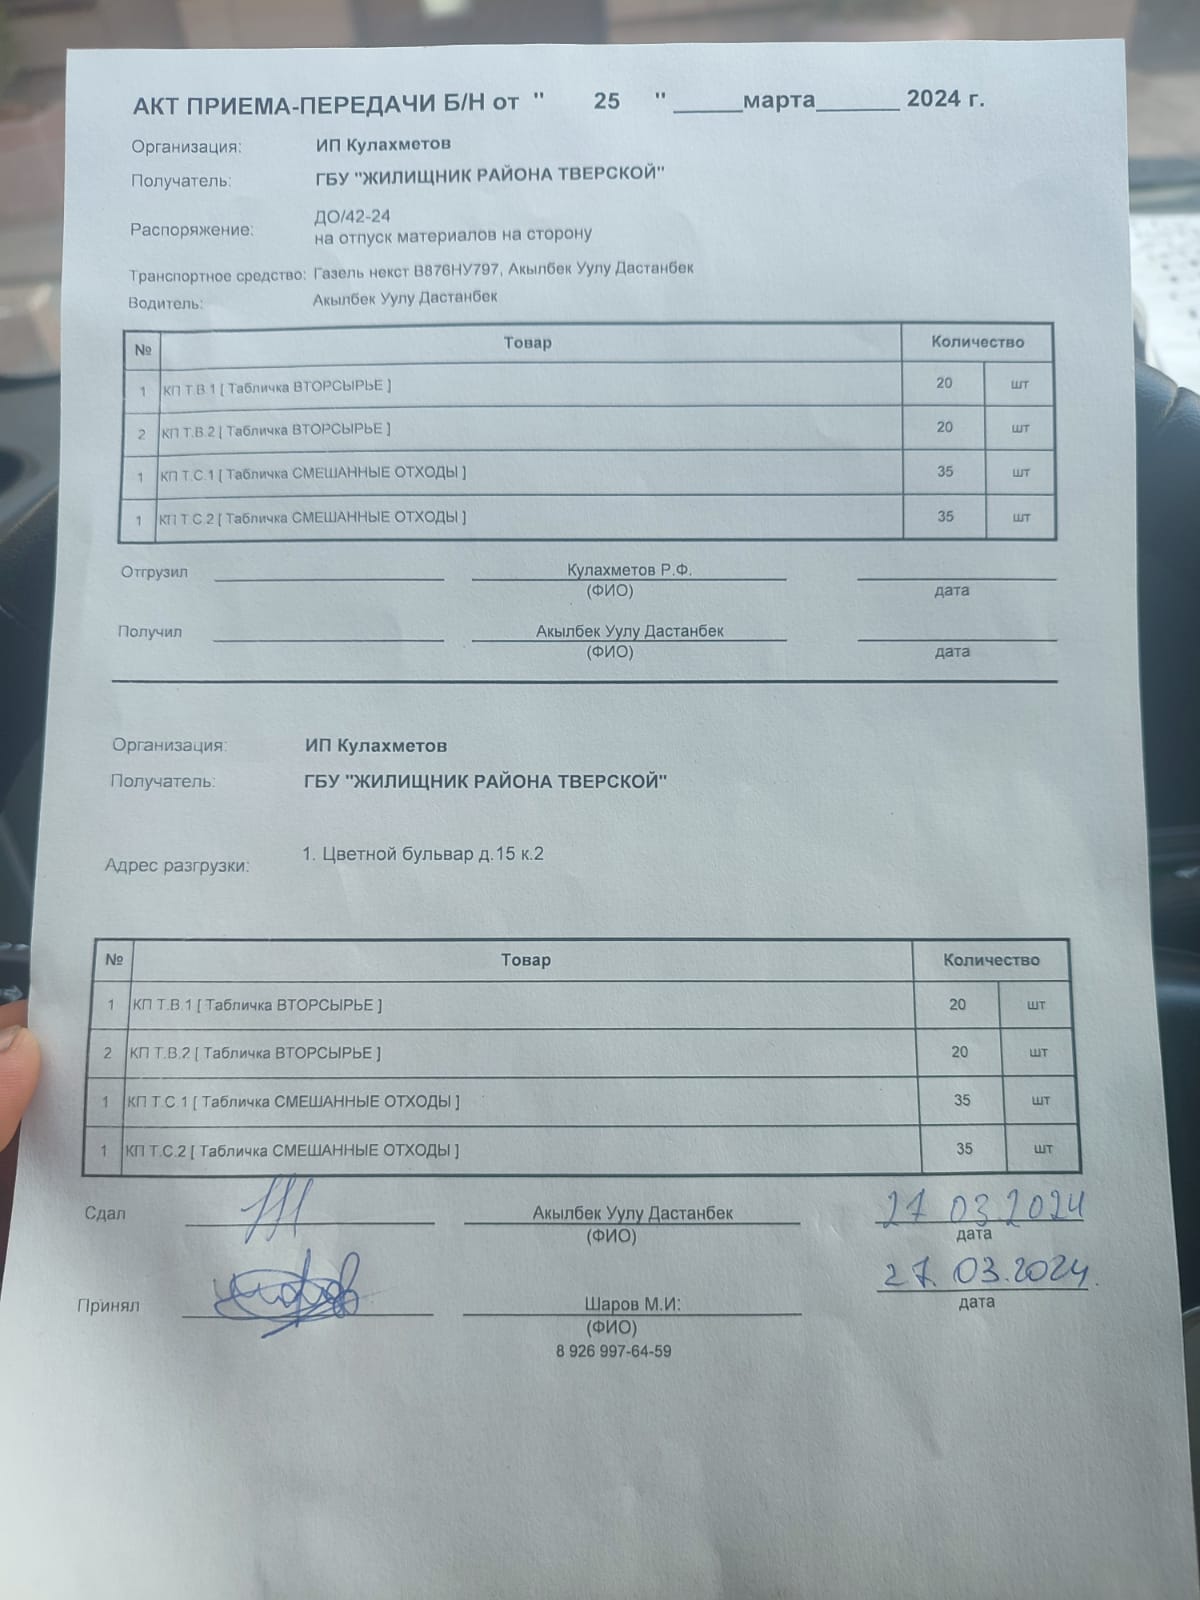 АКТ ПРИЕМА-ПЕРЕДАЧИ Б/Н от " 25 " ______марта_______ 2024 г.
Организация: ИП Кулахметов
Получатель: ГБУ "ЖИЛИЩНИК РАЙОНА ТВЕРСКОЙ"
Распоряжение: ДО/42-24
на отпуск материалов на сторону
Транспортное средство: Газель некст В876НУ797, Акылбек Уулу Дастанбек
Водитель: Акылбек Уулу Дастанбек
№ Товар Количество
1 КП Т.В.1 [ Табличка ВТОРСЫРЬЕ ] 20 шт
2 КП Т.В.2 [ Табличка ВТОРСЫРЬЕ ] 20 шт
1 КП Т.С.1 [ Табличка СМЕШАННЫЕ ОТХОДЫ ] 35 шт
1 КП Т.С.2 [ Табличка СМЕШАННЫЕ ОТХОДЫ ] 35 шт
Отгрузил Кулахметов Р.Ф.
(ФИО) дата
Получил Акылбек Уулу Дастанбек
(ФИО) дата
Организация: ИП Кулахметов
Получатель: ГБУ "ЖИЛИЩНИК РАЙОНА ТВЕРСКОЙ"
Адрес разгрузки: 1. Цветной бульвар д.15 к.2
№ Товар Количество
1 КП Т.В.1 [ Табличка ВТОРСЫРЬЕ ] 20 шт
2 КП Т.В.2 [ Табличка ВТОРСЫРЬЕ ] 20 шт
1 КП Т.С.1 [ Табличка СМЕШАННЫЕ ОТХОДЫ ] 35 шт
1 КП Т.С.2 [ Табличка СМЕШАННЫЕ ОТХОДЫ ] 35 шт
Сдал Акылбек Уулу Дастанбек 27 03.2024
(ФИО) дата
Принял Шаров М.И: 27.03.2024.
(ФИО) дата
8 926 997-64-59